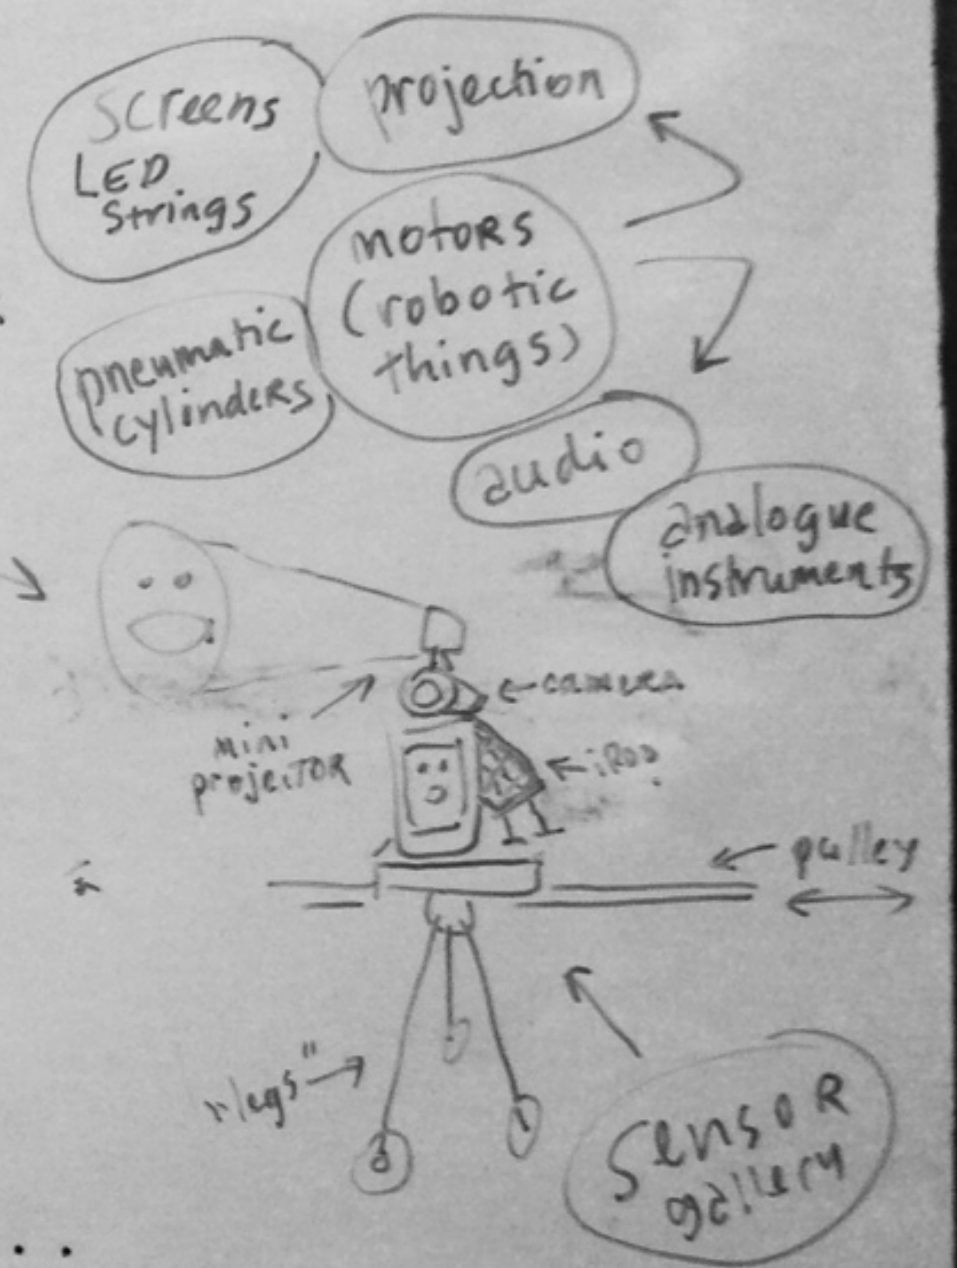 screens
LED
strings
projection
motors
(robotic
things)
pneumatic
cylinders
audio
analogue
instruments
camera
mini
projector
pulley
"legs"
sensor
gallery